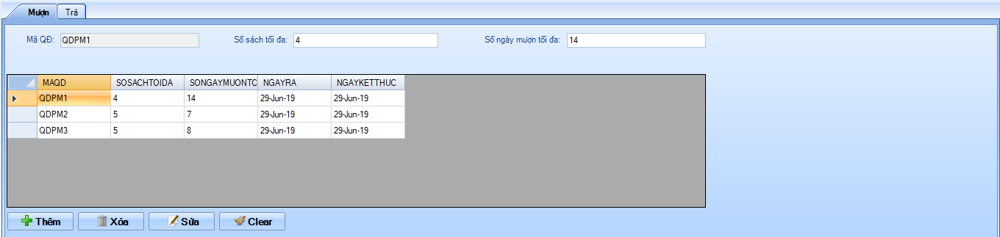 Mượn Trả
Mã QĐ: QDPM1 Số sách tối đa: 4 Số ngày mượn tối đa: 14
MAQD SOSACHTOIDA SONGAYMUONTC NGAYRA NGAYKETTHUC
QDPM1 4 14 29-Jun-19 29-Jun-19
QDPM2 5 7 29-Jun-19 29-Jun-19
QDPM3 5 8 29-Jun-19 29-Jun-19
Thêm Xóa Sửa Clear